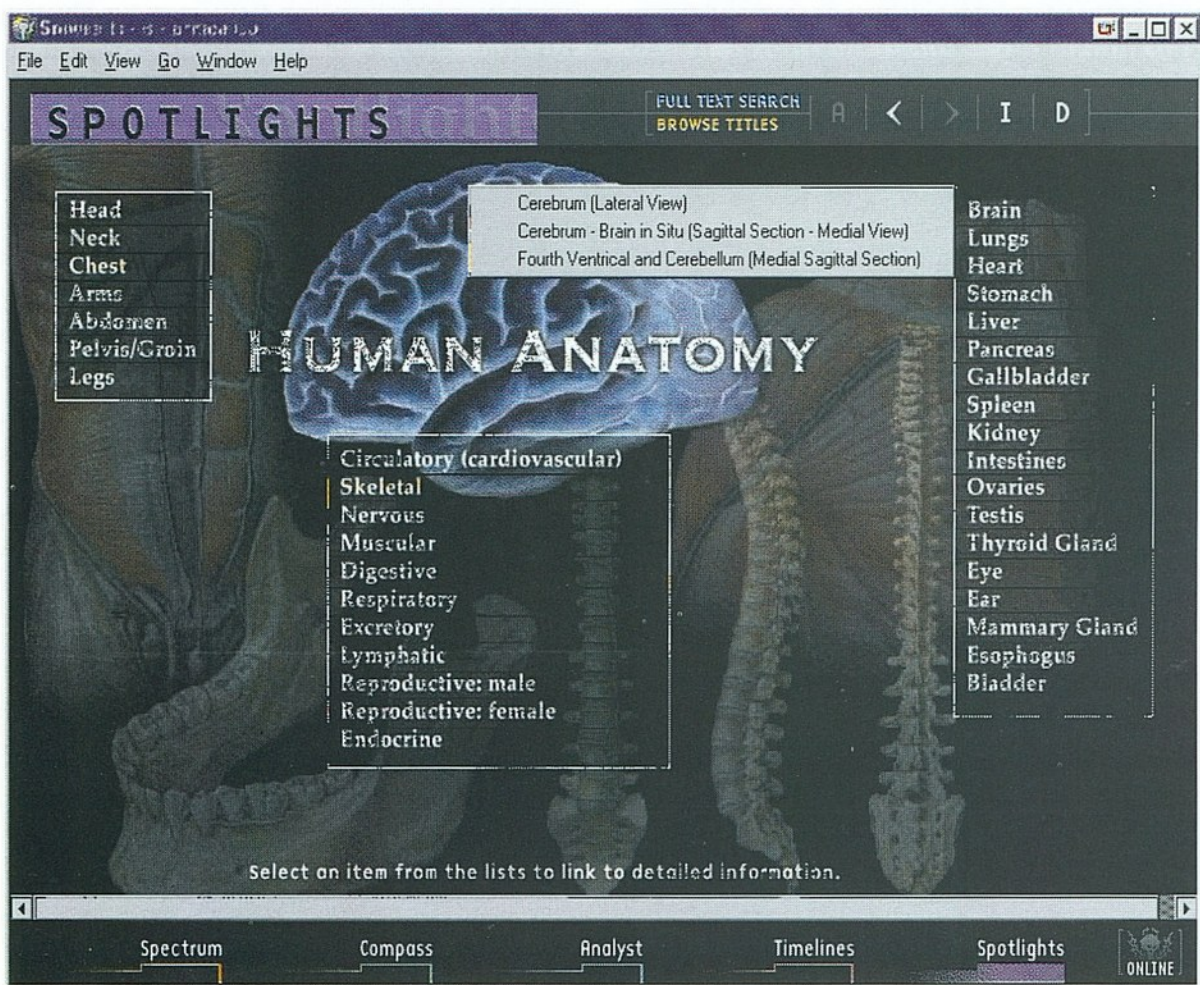 File Edit View Go Window Help
SPOTLIGHTS
FULL TEXT SEARCH
BROWSE TITLES
A < > I D
Head
Neck
Chest
Arms
Abdomen
Pelvis/Groin
Legs
Cerebrum (Lateral View)
Cerebrum - Brain in Situ (Sagittal Section - Medial View)
Fourth Ventrical and Cerebellum (Medial Sagittal Section)
HUMAN ANATOMY
Circulatory (cardiovascular)
Skeletal
Nervous
Muscular
Digestive
Respiratory
Excretory
Lymphatic
Reproductive: male
Reproductive: female
Endocrine
Brain
Lungs
Heart
Stomach
Liver
Pancreas
Gallbladder
Spleen
Kidney
Intestines
Ovaries
Testis
Thyroid Gland
Eye
Ear
Mammary Gland
Esophogus
Bladder
Select an item from the lists to link to detailed information.
Spectrum Compass Analyst Timelines Spotlights ONLINE